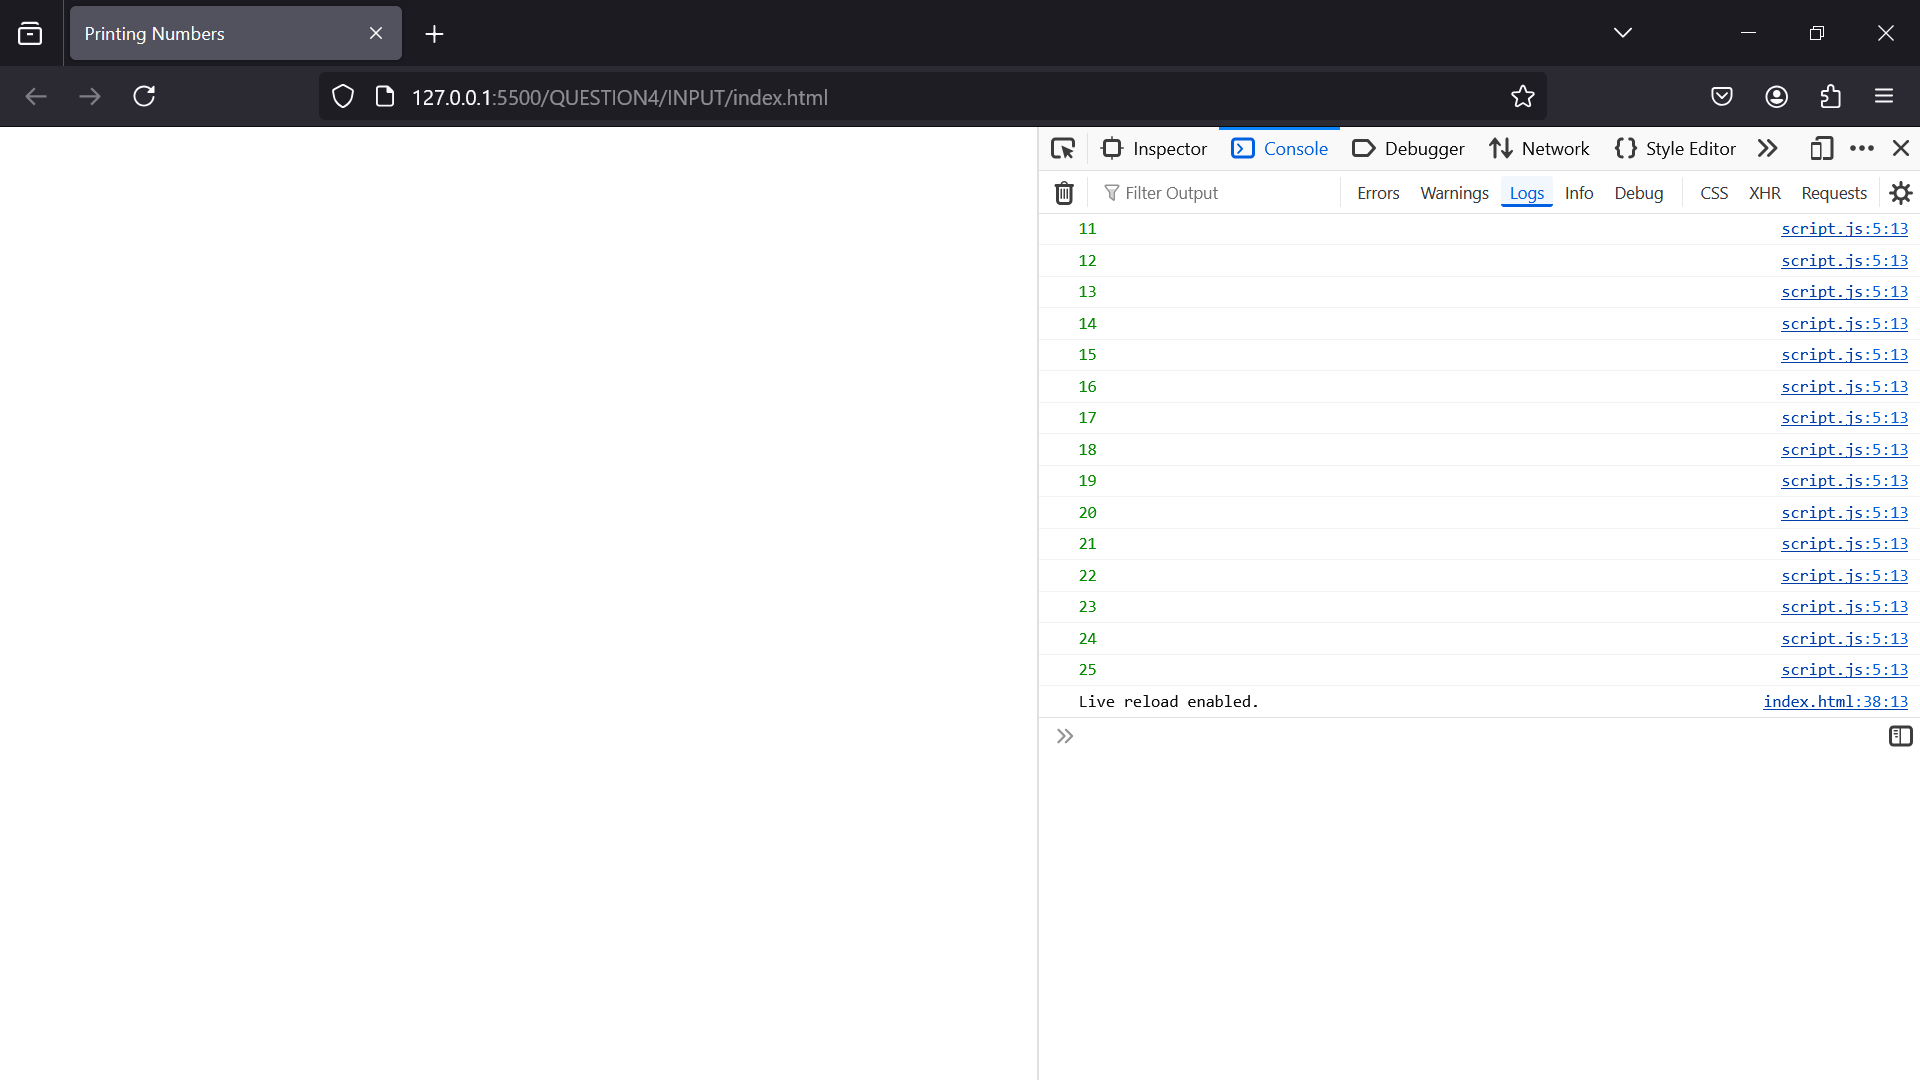 Printing Numbers
127.0.0.1:5500/QUESTION4/INPUT/index.html
Inspector Console Debugger Network Style Editor
Filter Output Errors Warnings Logs Info Debug CSS XHR Requests
11 script.js:5:13
12 script.js:5:13
13 script.js:5:13
14 script.js:5:13
15 script.js:5:13
16 script.js:5:13
17 script.js:5:13
18 script.js:5:13
19 script.js:5:13
20 script.js:5:13
21 script.js:5:13
22 script.js:5:13
23 script.js:5:13
24 script.js:5:13
25 script.js:5:13
Live reload enabled. index.html:38:13